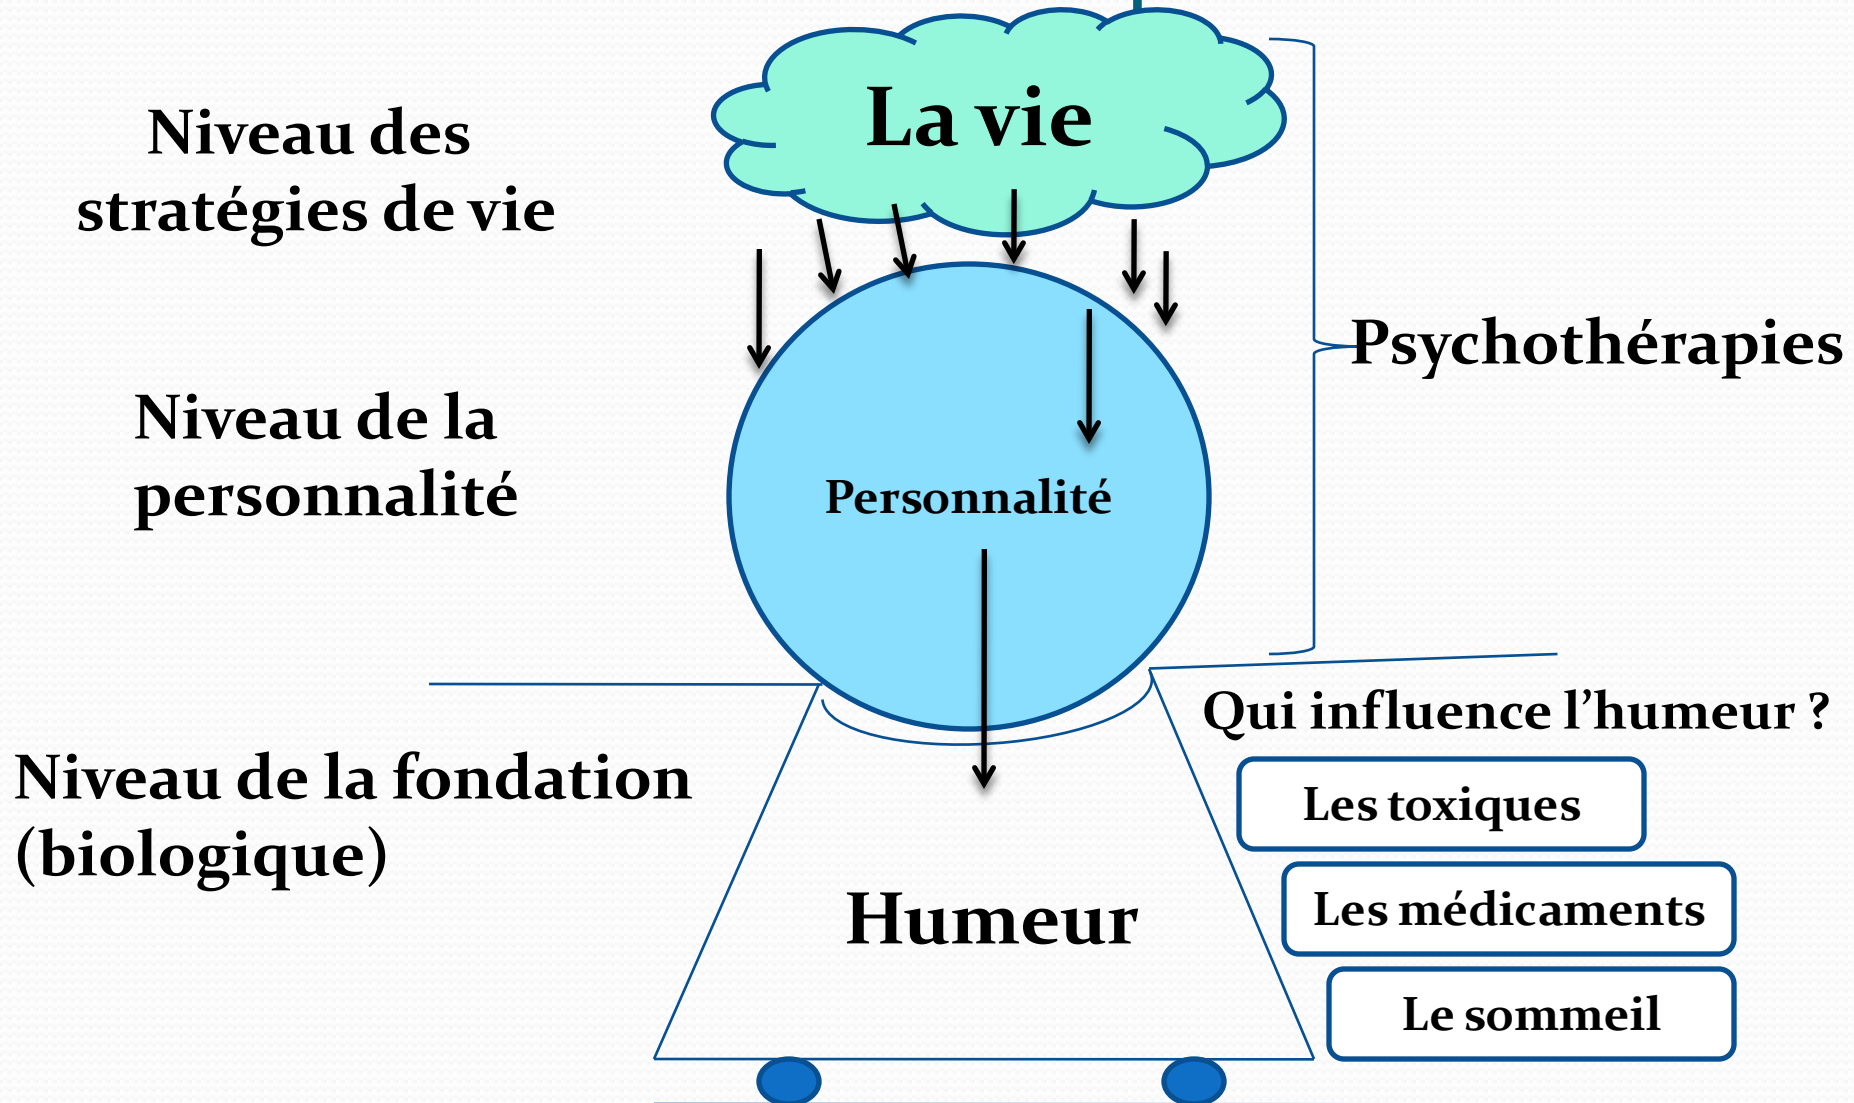 La vie
Niveau des
stratégies de vie
Psychothérapies
Niveau de la
personnalité
Personnalité
Qui influence l’humeur ?
Niveau de la fondation
(biologique)
Les toxiques
Les médicaments
Humeur
Le sommeil